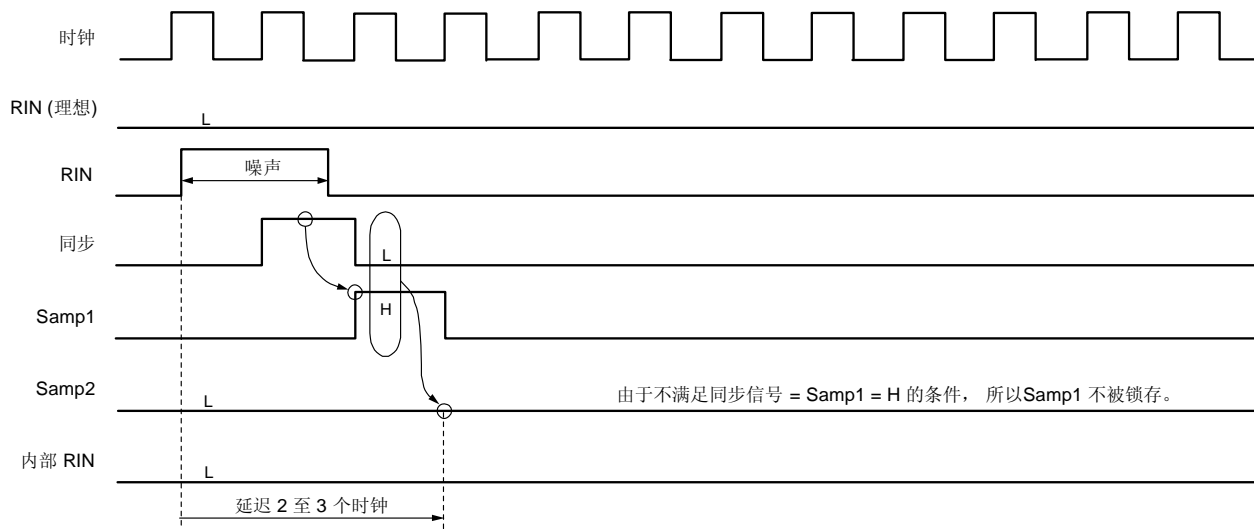 时钟
RIN (理想)
L
RIN
噪声
同步
L
Samp1
H
Samp2
L
由于不满足同步信号 = Samp1 = H 的条件， 所以Samp1 不被锁存。
内部 RIN
L
延迟 2 至 3 个时钟